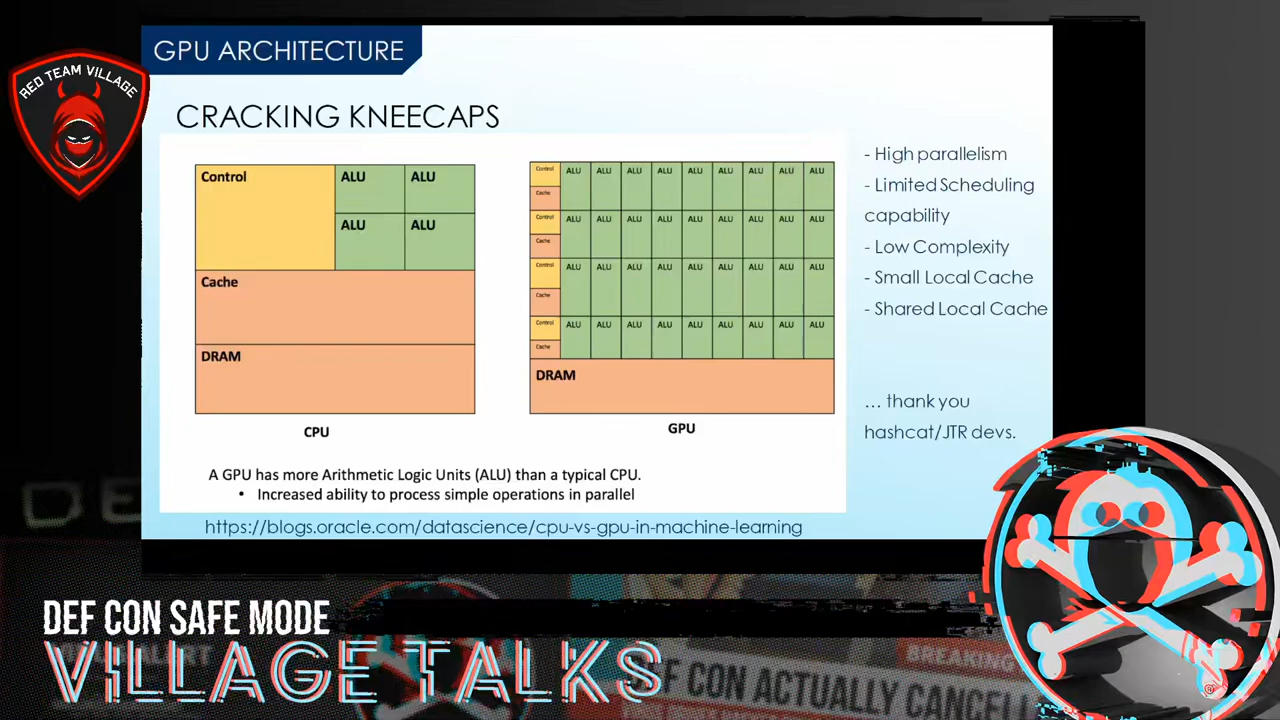 GPU ARCHITECTURE
RED TEAM VILLAGE
CRACKING KNEECAPS
Control
ALU ALU
ALU ALU
Cache
DRAM
CPU
Control ALU ALU ALU ALU ALU ALU ALU ALU ALU
Cache
Control ALU ALU ALU ALU ALU ALU ALU ALU ALU
Cache
Control ALU ALU ALU ALU ALU ALU ALU ALU ALU
Cache
Control ALU ALU ALU ALU ALU ALU ALU ALU ALU
Cache
DRAM
GPU
- High parallelism
- Limited Scheduling
capability
- Low Complexity
- Small Local Cache
- Shared Local Cache
... thank you
hashcat/JTR devs.
A GPU has more Arithmetic Logic Units (ALU) than a typical CPU.
• Increased ability to process simple operations in parallel
https://blogs.oracle.com/datascience/cpu-vs-gpu-in-machine-learning
DEF CON SAFE MODE
VILLAGE TALKS
BREAKING
DEF CON ACTUALLY CANCELL